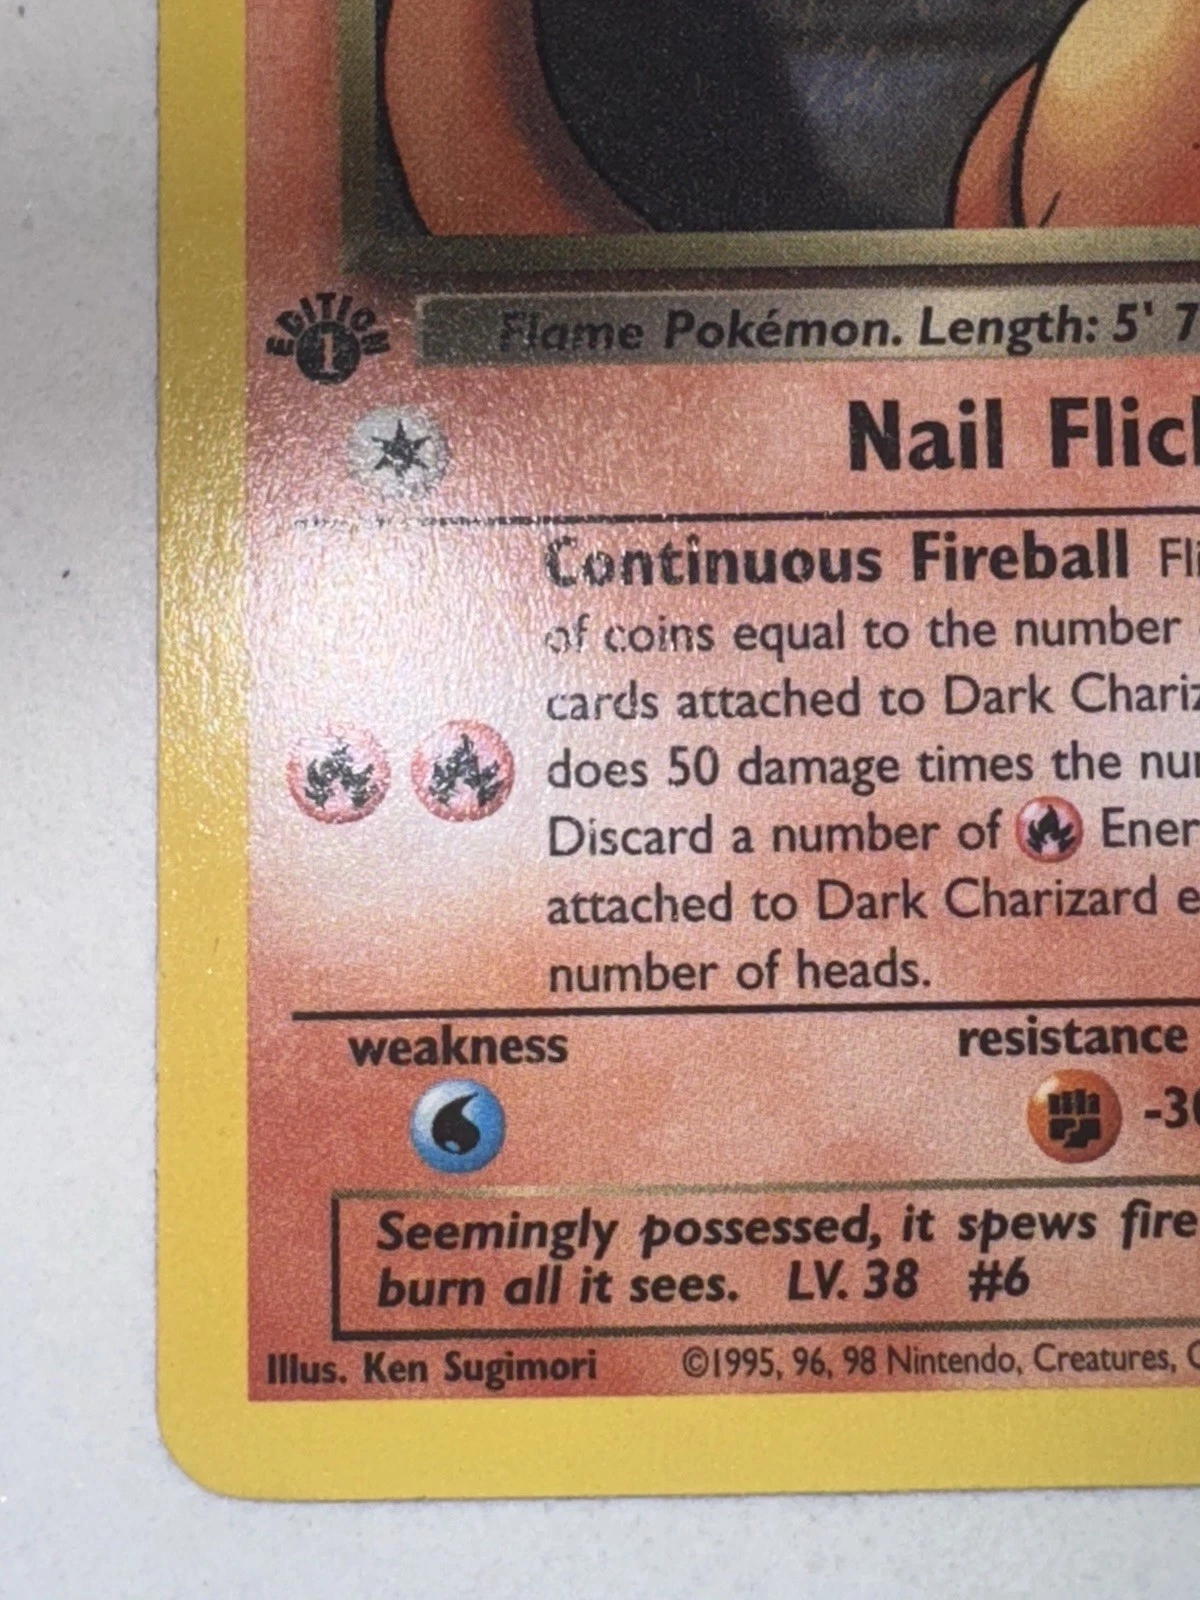 EDITION
1
Flame Pokémon. Length: 5' 7
Nail Flic
Continuous Fireball Fli
of coins equal to the number
cards attached to Dark Chariz
does 50 damage times the nu
Discard a number of Ener
attached to Dark Charizard e
number of heads.
weakness resistance
-30
Seemingly possessed, it spews fire
burn all it sees. LV. 38 #6
Illus. Ken Sugimori ©1995, 96, 98 Nintendo, Creatures,